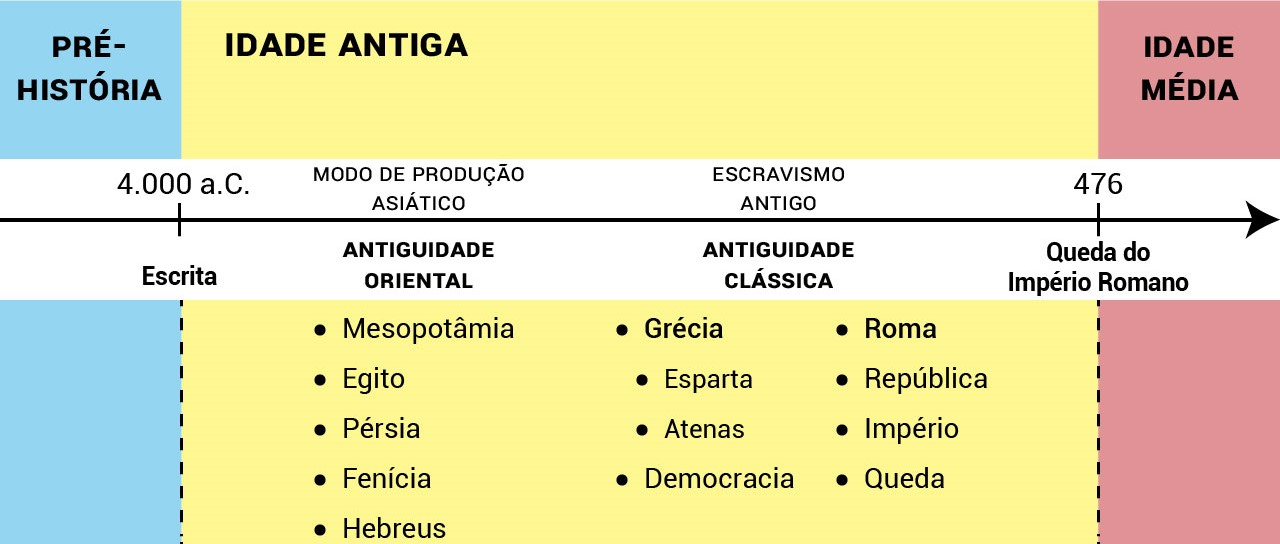 PRÉ-
HISTÓRIA
IDADE ANTIGA
IDADE
MÉDIA
4.000 a.C.
MODO DE PRODUÇÃO
ASIÁTICO
ESCRAVISMO
ANTIGO
476
Escrita
ANTIGUIDADE
ORIENTAL
ANTIGUIDADE
CLÁSSICA
Queda do
Império Romano
• Mesopotâmia
• Egito
• Pérsia
• Fenícia
• Hebreus
• Grécia
• Esparta
• Atenas
• Democracia
• Roma
• República
• Império
• Queda